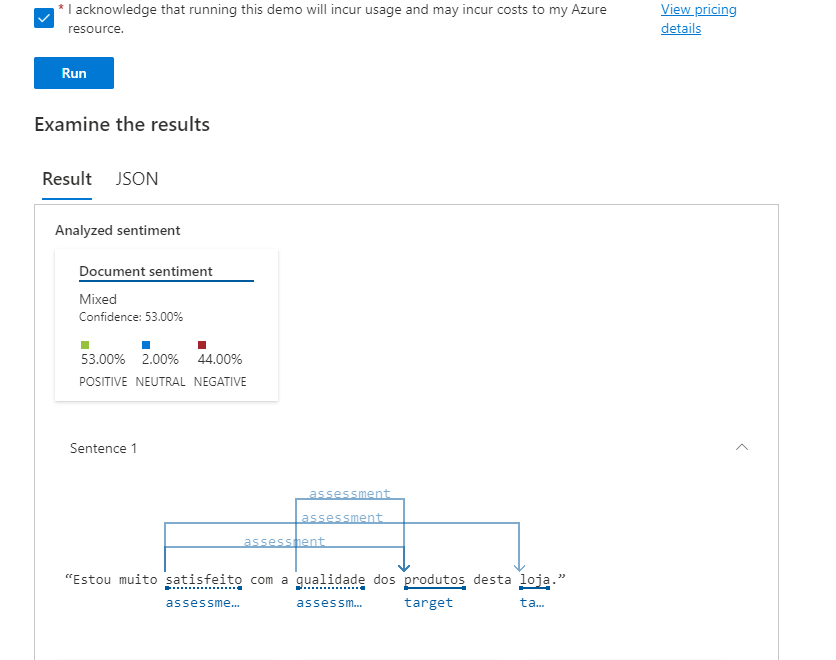 * I acknowledge that running this demo will incur usage and may incur costs to my Azure
resource.
View pricing
details
Run
Examine the results
Result JSON
Analyzed sentiment
Document sentiment
Mixed
Confidence: 53.00%
53.00% 2.00% 44.00%
POSITIVE NEUTRAL NEGATIVE
Sentence 1
assessment
assessment
assessment
“Estou muito satisfeito com a qualidade dos produtos desta loja.”
assessme… assessm… target ta…